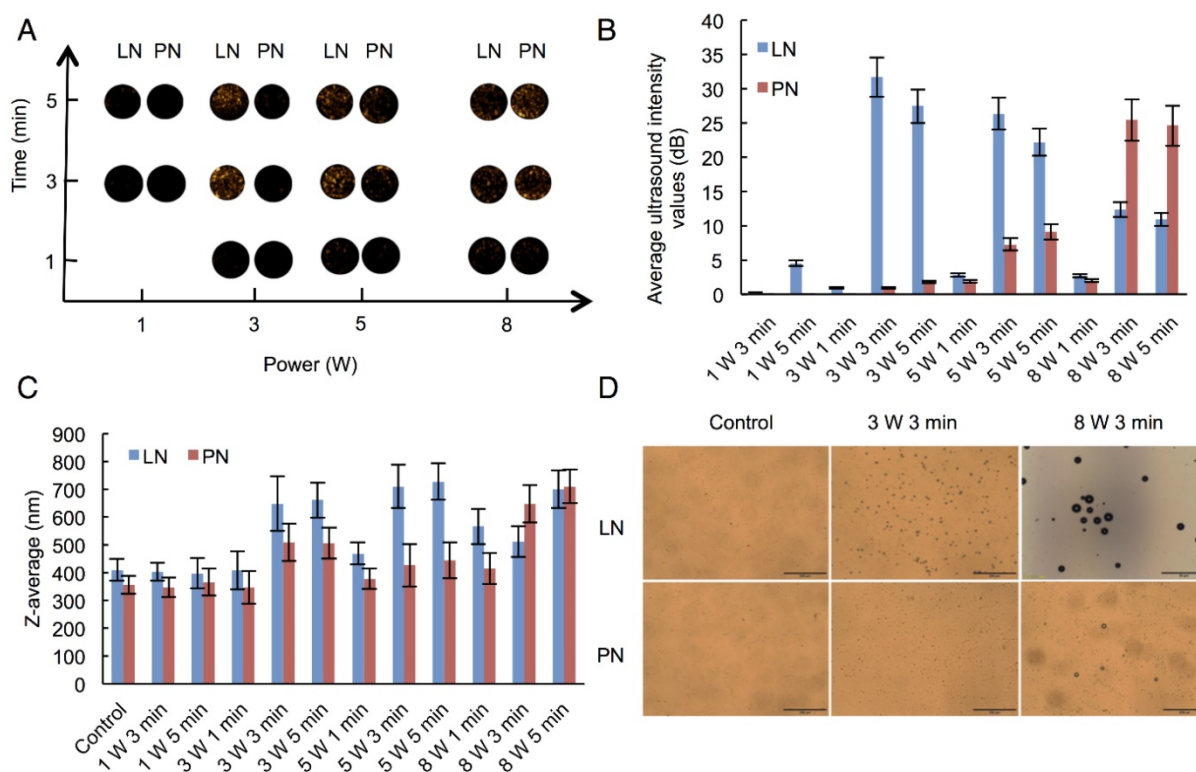 A
LN PN LN PN LN PN LN PN
Time (min)
5
3
1
1 3 5 8
Power (W)
B
Average ultrasound intensity
values (dB)
40
35
30
25
20
15
10
5
0
LN
PN
1 W 3 min
1 W 5 min
3 W 1 min
3 W 3 min
3 W 5 min
5 W 1 min
5 W 3 min
5 W 5 min
8 W 1 min
8 W 3 min
8 W 5 min
C
Z-average (nm)
900
800
700
600
500
400
300
200
100
0
LN PN
Control
1 W 3 min
1 W 5 min
3 W 1 min
3 W 3 min
3 W 5 min
5 W 1 min
5 W 3 min
5 W 5 min
8 W 1 min
8 W 3 min
8 W 5 min
D
Control 3 W 3 min 8 W 3 min
LN
PN